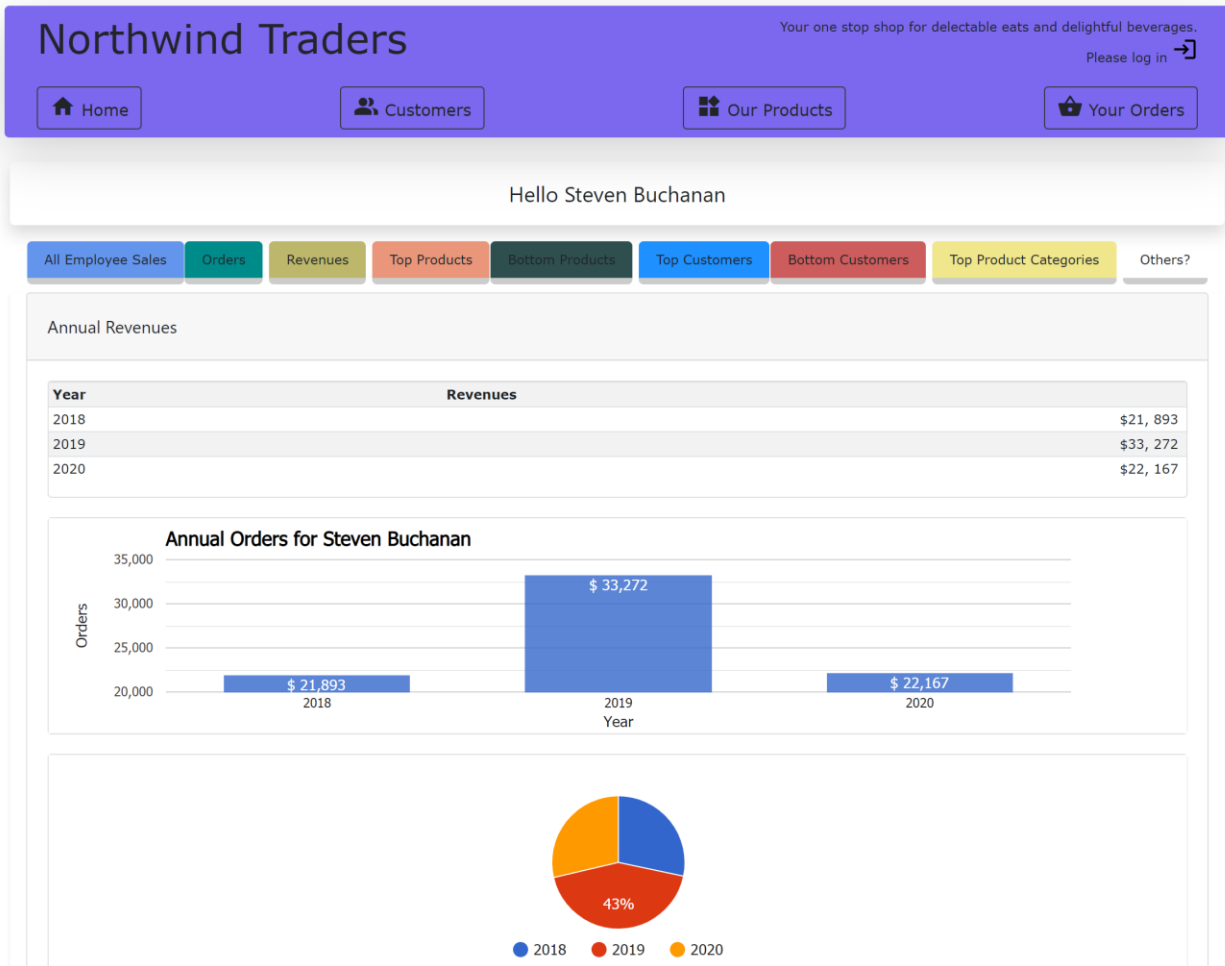 Northwind Traders
Your one stop shop for delectable eats and delightful beverages.
Please log in
Home Customers Our Products Your Orders
Hello Steven Buchanan
All Employee Sales Orders Revenues Top Products Bottom Products Top Customers Bottom Customers Top Product Categories Others?
Annual Revenues
Year Revenues
2018 $21, 893
2019 $33, 272
2020 $22, 167
Annual Orders for Steven Buchanan
35,000
30,000
25,000
20,000
Orders
$ 21,893
$ 33,272
$ 22,167
2018 2019 2020
Year
43%
2018 2019 2020